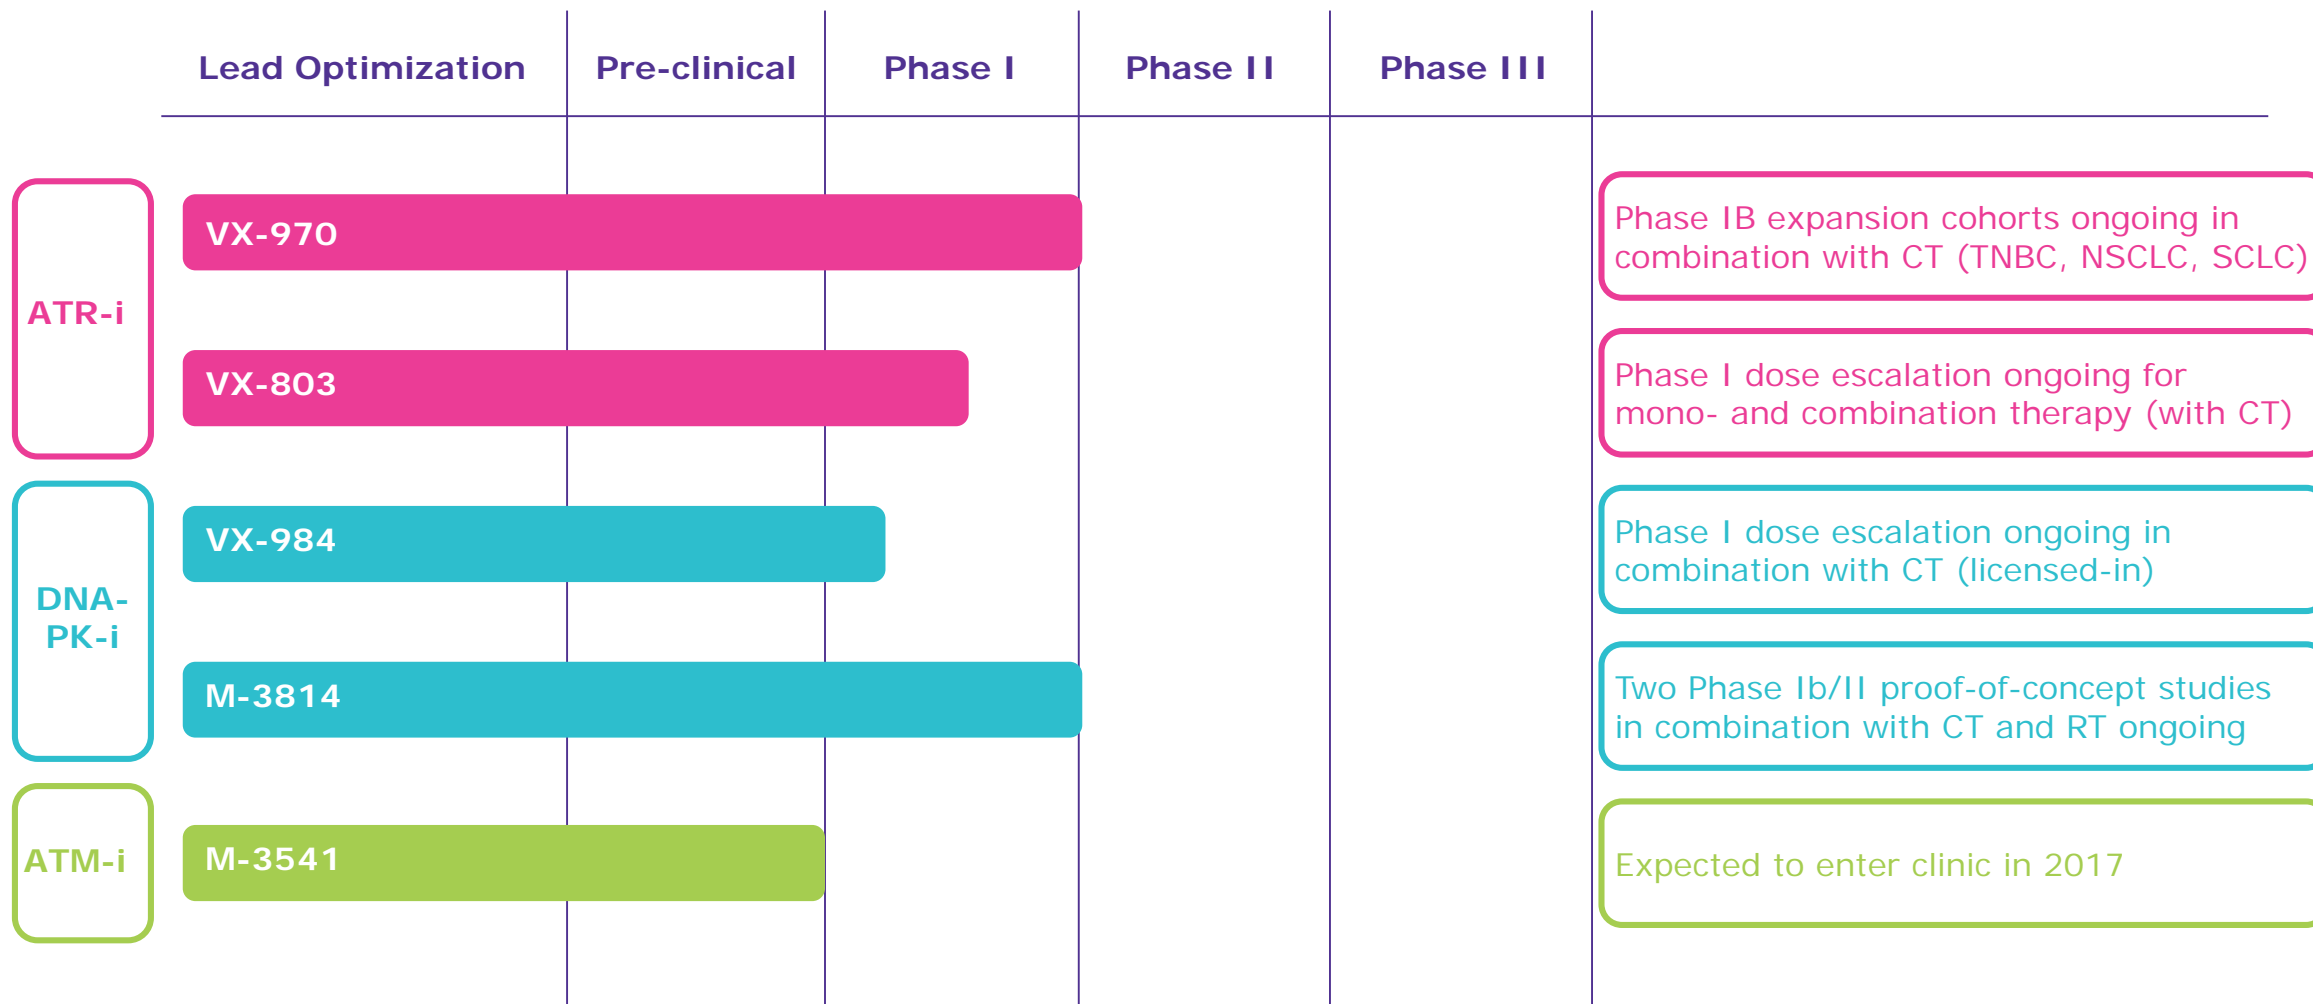 Lead Optimization
Pre-clinical
Phase I
Phase II
Phase III
ATR-i
VX-970
Phase IB expansion cohorts ongoing in
combination with CT (TNBC, NSCLC, SCLC)
VX-803
Phase I dose escalation ongoing for
mono- and combination therapy (with CT)
DNA-
PK-i
VX-984
Phase I dose escalation ongoing in
combination with CT (licensed-in)
M-3814
Two Phase Ib/II proof-of-concept studies
in combination with CT and RT ongoing
ATM-i
M-3541
Expected to enter clinic in 2017